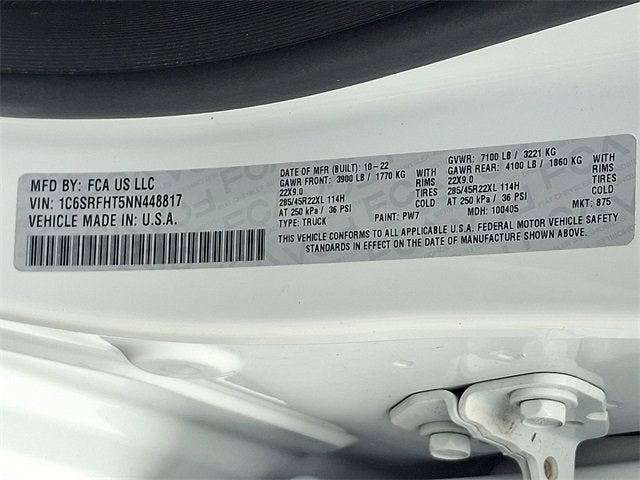 MFD BY: FCA US LLC
VIN: 1C6SRFHT5NN448817
VEHICLE MADE IN: U.S.A.
DATE OF MFR (BUILT): 10-22 GVWR: 7100 LB / 3221 KG
GAWR FRONT: 3900 LB / 1770 KG WITH GAWR REAR: 4100 LB / 1860 KG WITH
22X9.0 RIMS 22X9.0 RIMS
285/45R22XL 114H TIRES 285/45R22XL 114H TIRES
AT 250 kPa / 36 PSI COLD AT 250 kPa / 36 PSI COLD
TYPE: TRUCK PAINT: PW7 MDH: 100405 MKT: 875
THIS VEHICLE CONFORMS TO ALL APPLICABLE U.S.A. FEDERAL MOTOR VEHICLE SAFETY
STANDARDS IN EFFECT ON THE DATE OF MANUFACTURE SHOWN ABOVE.